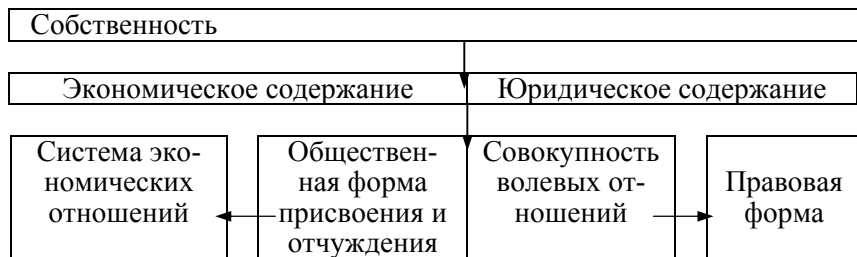 Собственность
Экономическое содержание
Юридическое содержание
Система эко-
номических
отношений
Обществен-
ная форма
присвоения и
отчуждения
Совокупность
волевых от-
ношений
Правовая
форма